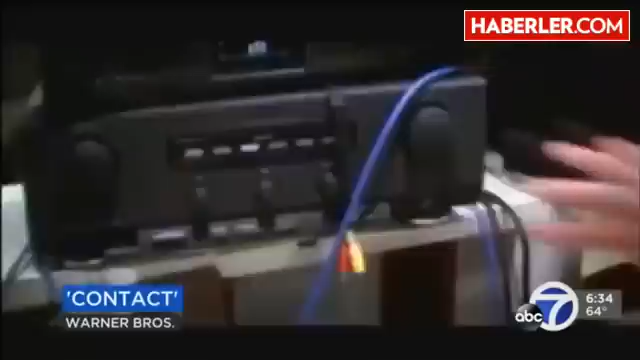 HABERLER.COM
'CONTACT'
WARNER BROS.
abc 7
6:34
64°